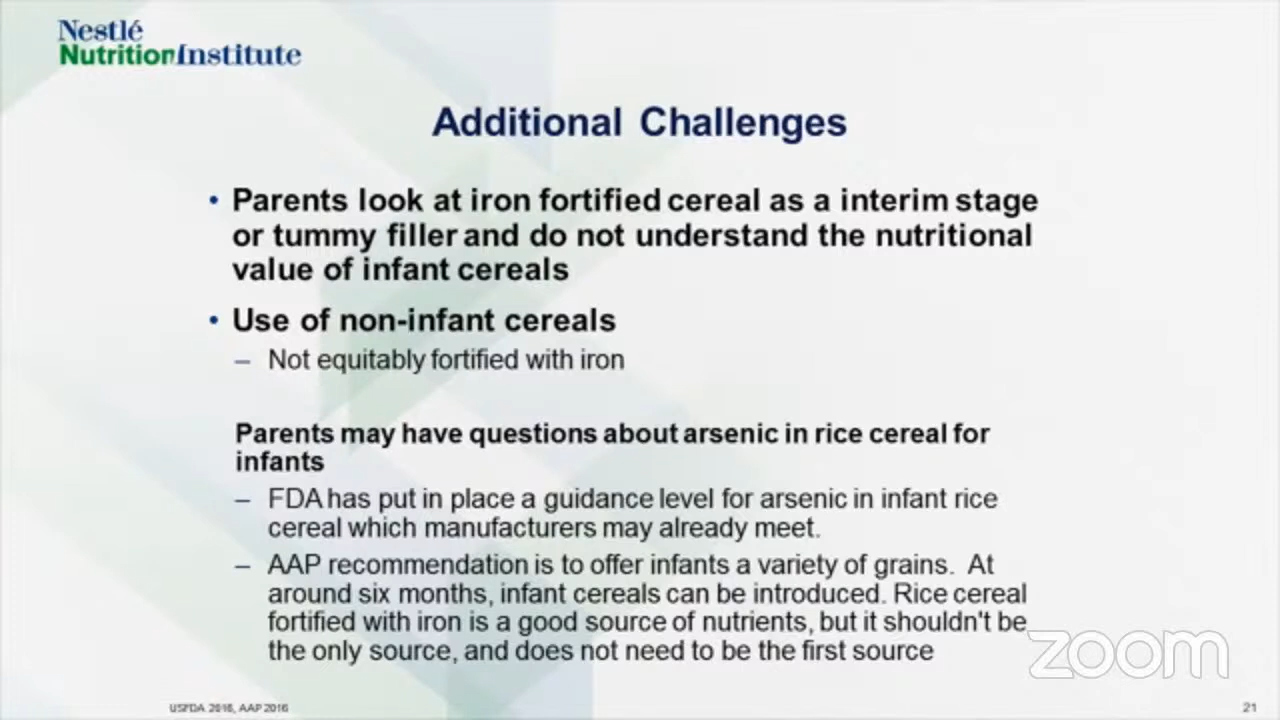 Nestlé
NutritionInstitute
Additional Challenges
• Parents look at iron fortified cereal as a interim stage
or tummy filler and do not understand the nutritional
value of infant cereals
• Use of non-infant cereals
– Not equitably fortified with iron
Parents may have questions about arsenic in rice cereal for
infants
– FDA has put in place a guidance level for arsenic in infant rice
cereal which manufacturers may already meet.
– AAP recommendation is to offer infants a variety of grains. At
around six months, infant cereals can be introduced. Rice cereal
fortified with iron is a good source of nutrients, but it shouldn't be
the only source, and does not need to be the first source
zoom
USFDA 2016, AAP 2016
21